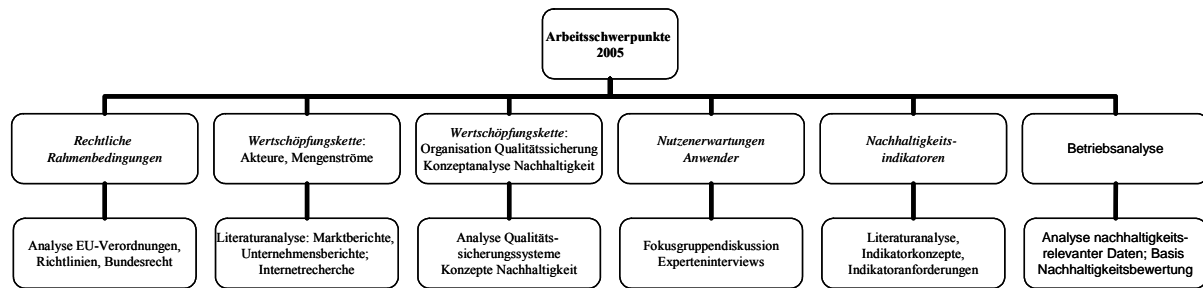 Arbeitsschwerpunkte
2005
Rechtliche
Rahmenbedingungen
Wertschöpfungskette:
Akteure, Mengenströme
Wertschöpfungskette:
Organisation Qualitätssicherung
Konzeptanalyse Nachhaltigkeit
Nutzenerwartungen
Anwender
Nachhaltigkeits-
indikatoren
Betriebsanalyse
Analyse EU-Verordnungen,
Richtlinien, Bundesrecht
Literaturanalyse: Marktberichte,
Unternehmensberichte;
Internetrecherche
Analyse Qualitäts-
sicherungssysteme
Konzepte Nachhaltigkeit
Fokusgruppendiskussion
Experteninterviews
Literaturanalyse,
Indikatorkonzepte,
Indikatoranforderungen
Analyse nachhaltigkeits-
relevanter Daten; Basis
Nachhaltigkeitsbewertung